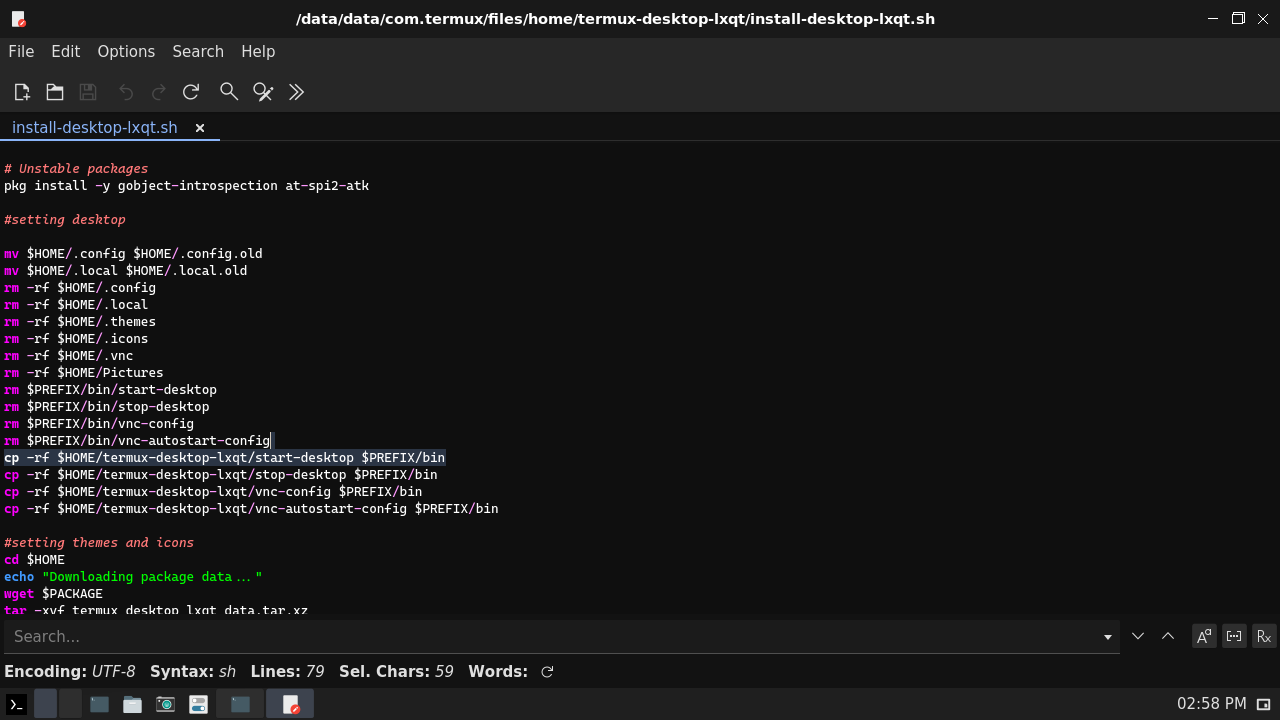 /data/data/com.termux/files/home/termux-desktop-lxqt/install-desktop-lxqt.sh
File Edit Options Search Help
install-desktop-lxqt.sh
# Unstable packages
pkg install -y gobject-introspection at-spi2-atk
#setting desktop
mv $HOME/.config $HOME/.config.old
mv $HOME/.local $HOME/.local.old
rm -rf $HOME/.config
rm -rf $HOME/.local
rm -rf $HOME/.themes
rm -rf $HOME/.icons
rm -rf $HOME/.vnc
rm -rf $HOME/Pictures
rm $PREFIX/bin/start-desktop
rm $PREFIX/bin/stop-desktop
rm $PREFIX/bin/vnc-config
rm $PREFIX/bin/vnc-autostart-config
cp -rf $HOME/termux-desktop-lxqt/start-desktop $PREFIX/bin
cp -rf $HOME/termux-desktop-lxqt/stop-desktop $PREFIX/bin
cp -rf $HOME/termux-desktop-lxqt/vnc-config $PREFIX/bin
cp -rf $HOME/termux-desktop-lxqt/vnc-autostart-config $PREFIX/bin
#setting themes and icons
cd $HOME
echo "Downloading package data..."
wget $PACKAGE
tar -xvf termux_desktop_lxqt_data.tar.xz
Search...
Encoding: UTF-8 Syntax: sh Lines: 79 Sel. Chars: 59 Words:
02:58 PM